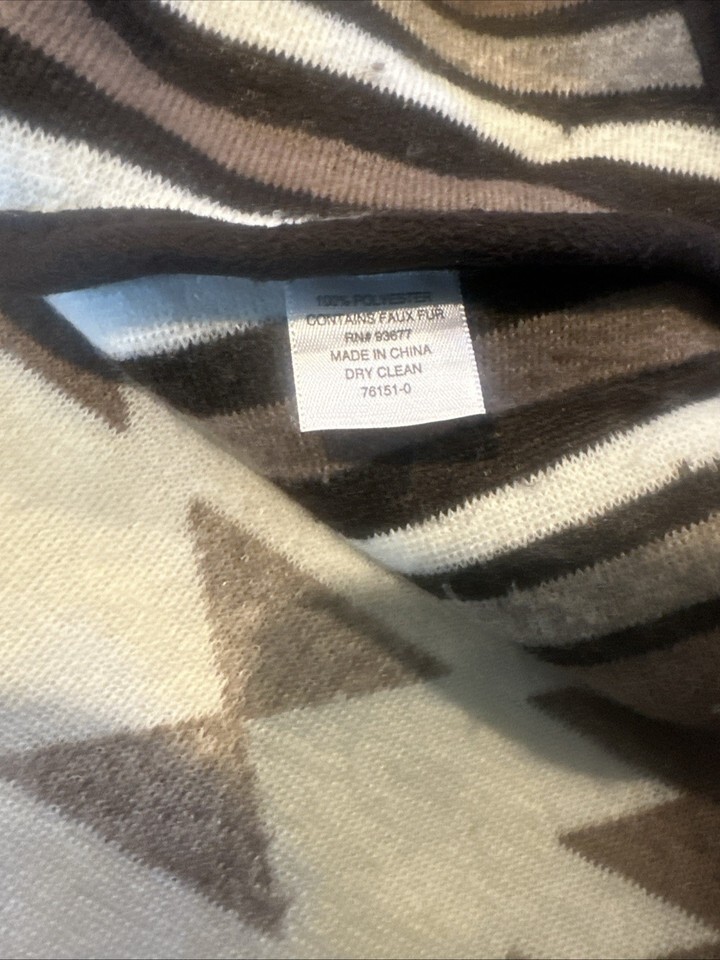 100% POLYESTER
CONTAINS FAUX FUR
RN# 93677
MADE IN CHINA
DRY CLEAN
76151-0